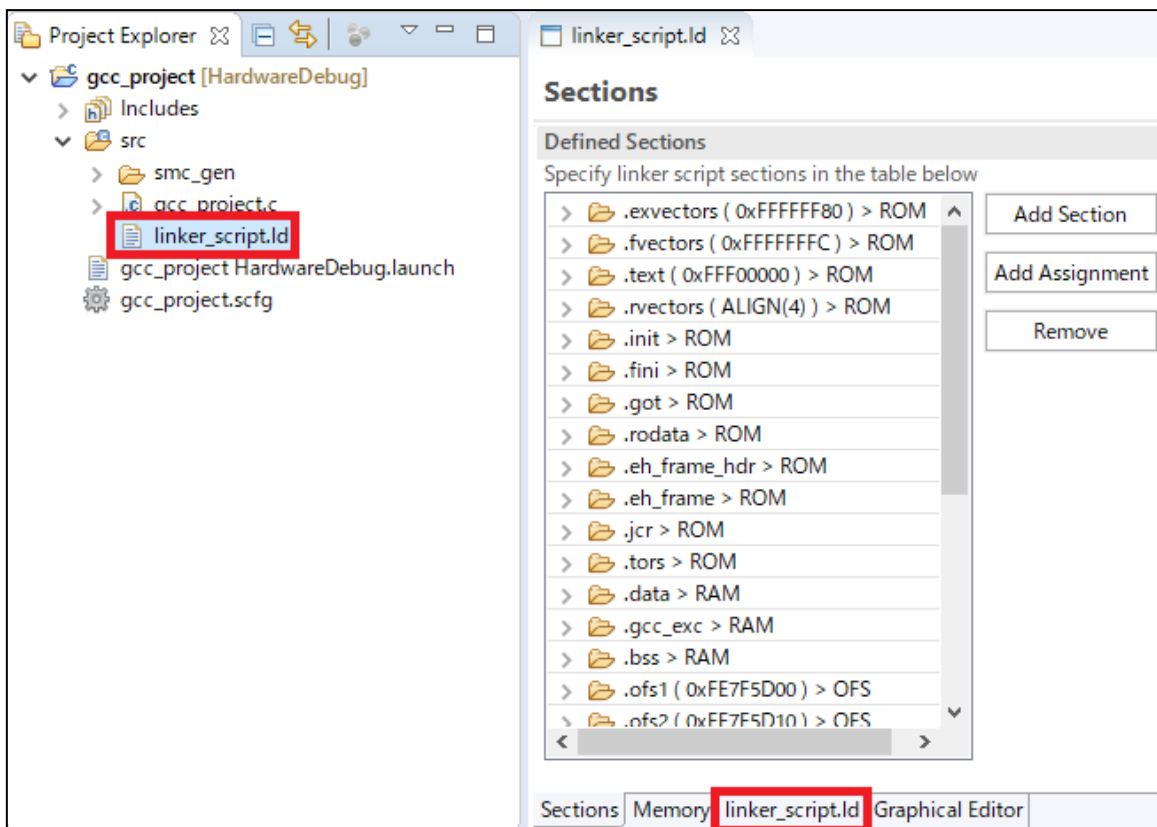 Project Explorer
gcc_project [HardwareDebug]
Includes
src
smc_gen
gcc_project.c
linker_script.ld
gcc_project HardwareDebug.launch
gcc_project.scfg
linker_script.ld
Sections
Defined Sections
Specify linker script sections in the table below
.exvectors ( 0xFFFFFF80 ) > ROM
.fvectors ( 0xFFFFFFFC ) > ROM
.text ( 0xFFF00000 ) > ROM
.rvectors ( ALIGN(4) ) > ROM
.init > ROM
.fini > ROM
.got > ROM
.rodata > ROM
.eh_frame_hdr > ROM
.eh_frame > ROM
.jcr > ROM
.tors > ROM
.data > RAM
.gcc_exc > RAM
.bss > RAM
.ofs1 ( 0xFE7F5D00 ) > OFS
.ofs2 ( 0xFE7F5D10 ) > OFS
Add Section
Add Assignment
Remove
Sections Memory linker_script.ld Graphical Editor